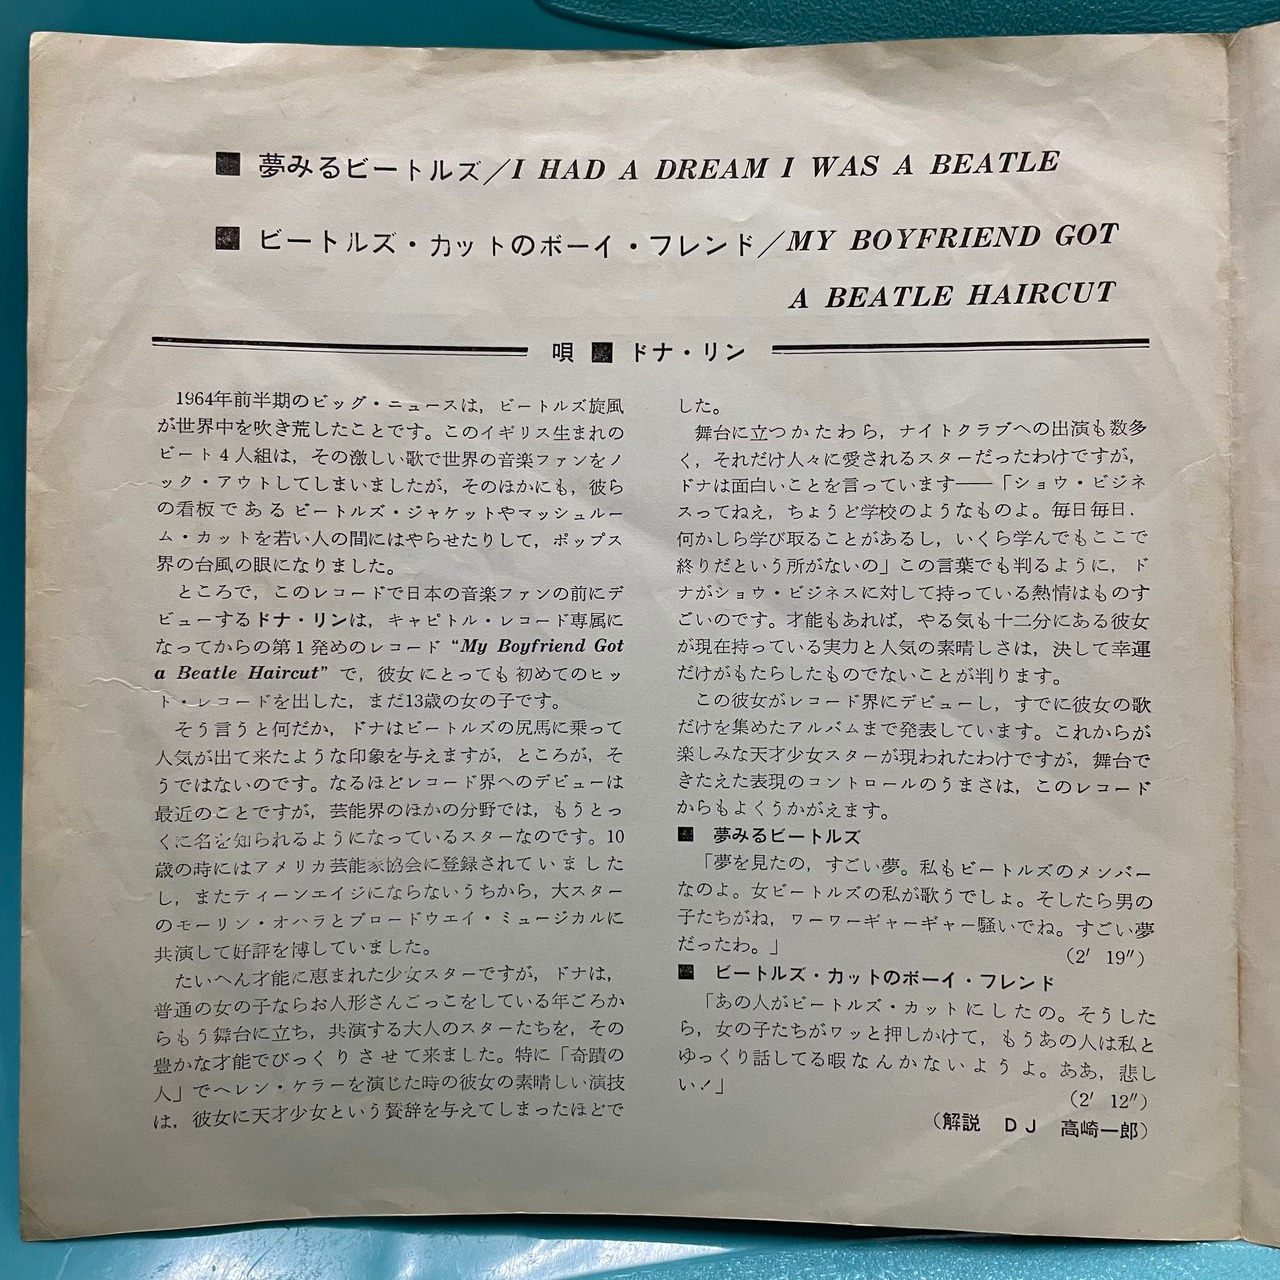 ■ 夢みるビートルズ／I HAD A DREAM I WAS A BEATLE
■ ビートルズ・カットのボーイ・フレンド／MY BOYFRIEND GOT
A BEATLE HAIRCUT
唄 ■ ドナ・リン
1964年前半期のビッグ・ニュースは，ビートルズ旋風
が世界中を吹き荒したことです。このイギリス生まれの
ビート4人組は，その激しい歌で世界の音楽ファンをノ
ック・アウトしてしまいましたが，そのほかにも，彼ら
の看板であるビートルズ・ジャケットやマッシュルー
ム・カットを若い人の間にはやらせたりして，ポップス
界の台風の眼になりました。
ところで，このレコードで日本の音楽ファンの前にデ
ビューするドナ・リンは，キャピトル・レコード専属に
なってからの第1発めのレコード “My Boyfriend Got
a Beatle Haircut” で，彼女にとっても初めてのヒッ
ト・レコードを出した，まだ13歳の女の子です。
そう言うと何だか，ドナはビートルズの尻馬に乗って
人気が出て来たような印象を与えますが，ところが，そ
うではないのです。なるほどレコード界へのデビューは
最近のことですが，芸能界のほかの分野では，もうとっ
くに名を知られるようになっているスターなのです。10
歳の時にはアメリカ芸能家協会に登録されていました
し，またティーンエイジにならないうちから，大スター
のモーリン・オハラとブロードウエイ・ミュージカルに
共演して好評を博していました。
たいへん才能に恵まれた少女スターですが，ドナは，
普通の女の子ならお人形さんごっこをしている年ごろか
らもう舞台に立ち，共演する大人のスターたちを，その
豊かな才能でびっくりさせて来ました。特に「奇蹟の
人」でヘレン・ケラーを演じた時の彼女の素晴しい演技
は，彼女に天才少女という賛辞を与えてしまったほどで
した。
舞台に立つかたわら，ナイトクラブへの出演も数多
く，それだけ人々に愛されるスターだったわけですが，
ドナは面白いことを言っています――「ショウ・ビジネ
スってねえ，ちょうど学校のようなものよ。毎日毎日．
何かしら学び取ることがあるし，いくら学んでもここで
終りだという所がないの」この言葉でも判るように，ド
ナがショウ・ビジネスに対して持っている熱情はものす
ごいのです。才能もあれば，やる気も十二分にある彼女
が現在持っている実力と人気の素晴しさは，決して幸運
だけがもたらしたものでないことが判ります。
この彼女がレコード界にデビューし，すでに彼女の歌
だけを集めたアルバムまで発表しています。これからが
楽しみな天才少女スターが現われたわけですが，舞台で
きたえた表現のコントロールのうまさは，このレコード
からもよくうかがえます。
■ 夢みるビートルズ
「夢を見たの，すごい夢。私もビートルズのメンバー
なのよ。女ビートルズの私が歌うでしょ。そしたら男の
子たちがね，ワーワーギャーギャー騒いでね。すごい夢
だったわ。」 （2′ 19″）
■ ビートルズ・カットのボーイ・フレンド
「あの人がビートルズ・カットにしたの。そうした
ら，女の子たちがワッと押しかけて，もうあの人は私と
ゆっくり話してる暇なんかないようよ。ああ，悲し
い！」 （2′ 12″）
（解説 ＤＪ 高崎一郎）